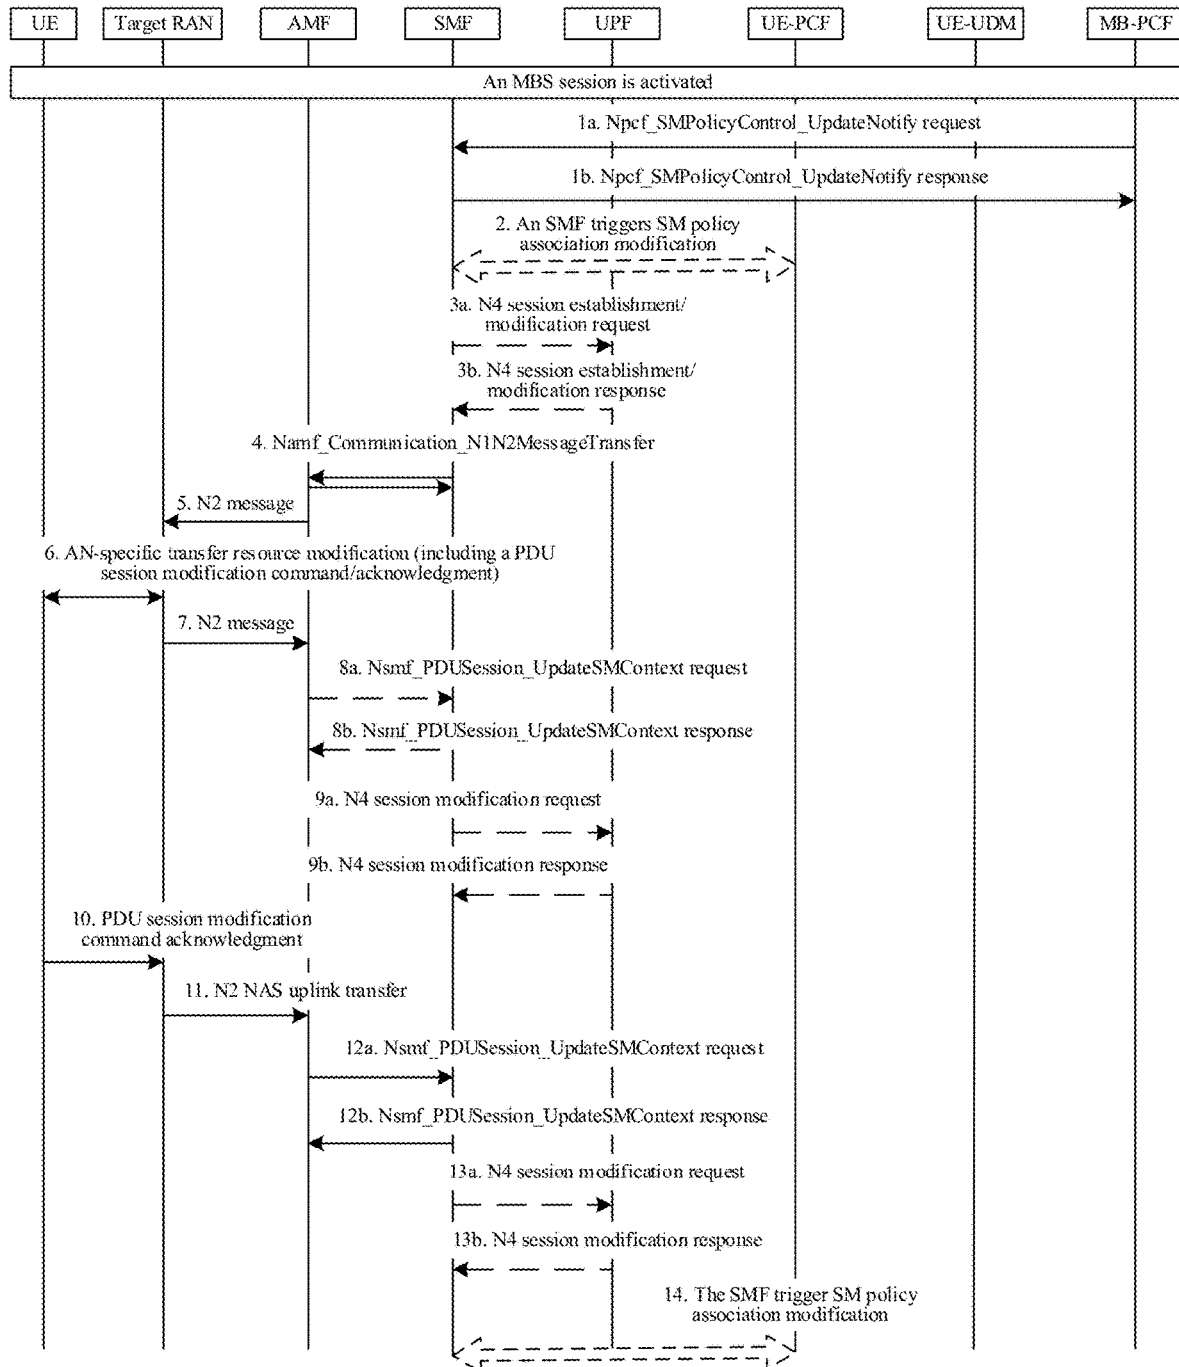 UE Target RAN AMF SMF UPF UE-PCF UE-UDM MB-PCF
An MBS session is activated
1a. Npcf_SMPolicyControl_UpdateNotify request
1b. Npcf_SMPolicyControl_UpdateNotify response
2. An SMF triggers SM policy
association modification
3a. N4 session establishment/
modification request
3b. N4 session establishment/
modification response
4. Namf_Communication_N1N2MessageTransfer
5. N2 message
6. AN-specific transfer resource modification (including a PDU
session modification command/acknowledgment)
7. N2 message
8a. Nsmf_PDUSession_UpdateSMContext request
8b. Nsmf_PDUSession_UpdateSMContext response
9a. N4 session modification request
9b. N4 session modification response
10. PDU session modification
command acknowledgment
11. N2 NAS uplink transfer
12a. Nsmf_PDUSession_UpdateSMContext request
12b. Nsmf_PDUSession_UpdateSMContext response
13a. N4 session modification request
13b. N4 session modification response
14. The SMF trigger SM policy
association modification